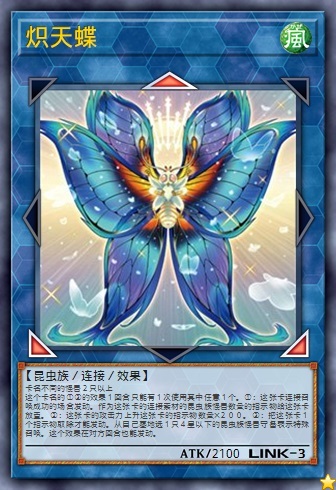 炽天蝶
風
【昆虫族／连接／效果】
卡名不同的怪兽２只以上
这个卡名的①③的效果１回合只能有１次使用其中任意１个。①：这张卡连接召
唤成功的场合发动。作为这张卡的连接素材的昆虫族怪兽数量的指示物给这张卡
放置。②：这张卡的攻击力上升这张卡的指示物数量×２００。③：把这张卡１
个指示物取除才能发动。从自己墓地选１只４星以下的昆虫族怪兽守备表示特殊
召唤。这个效果在对方回合也能发动。
ATK/2100 LINK-3